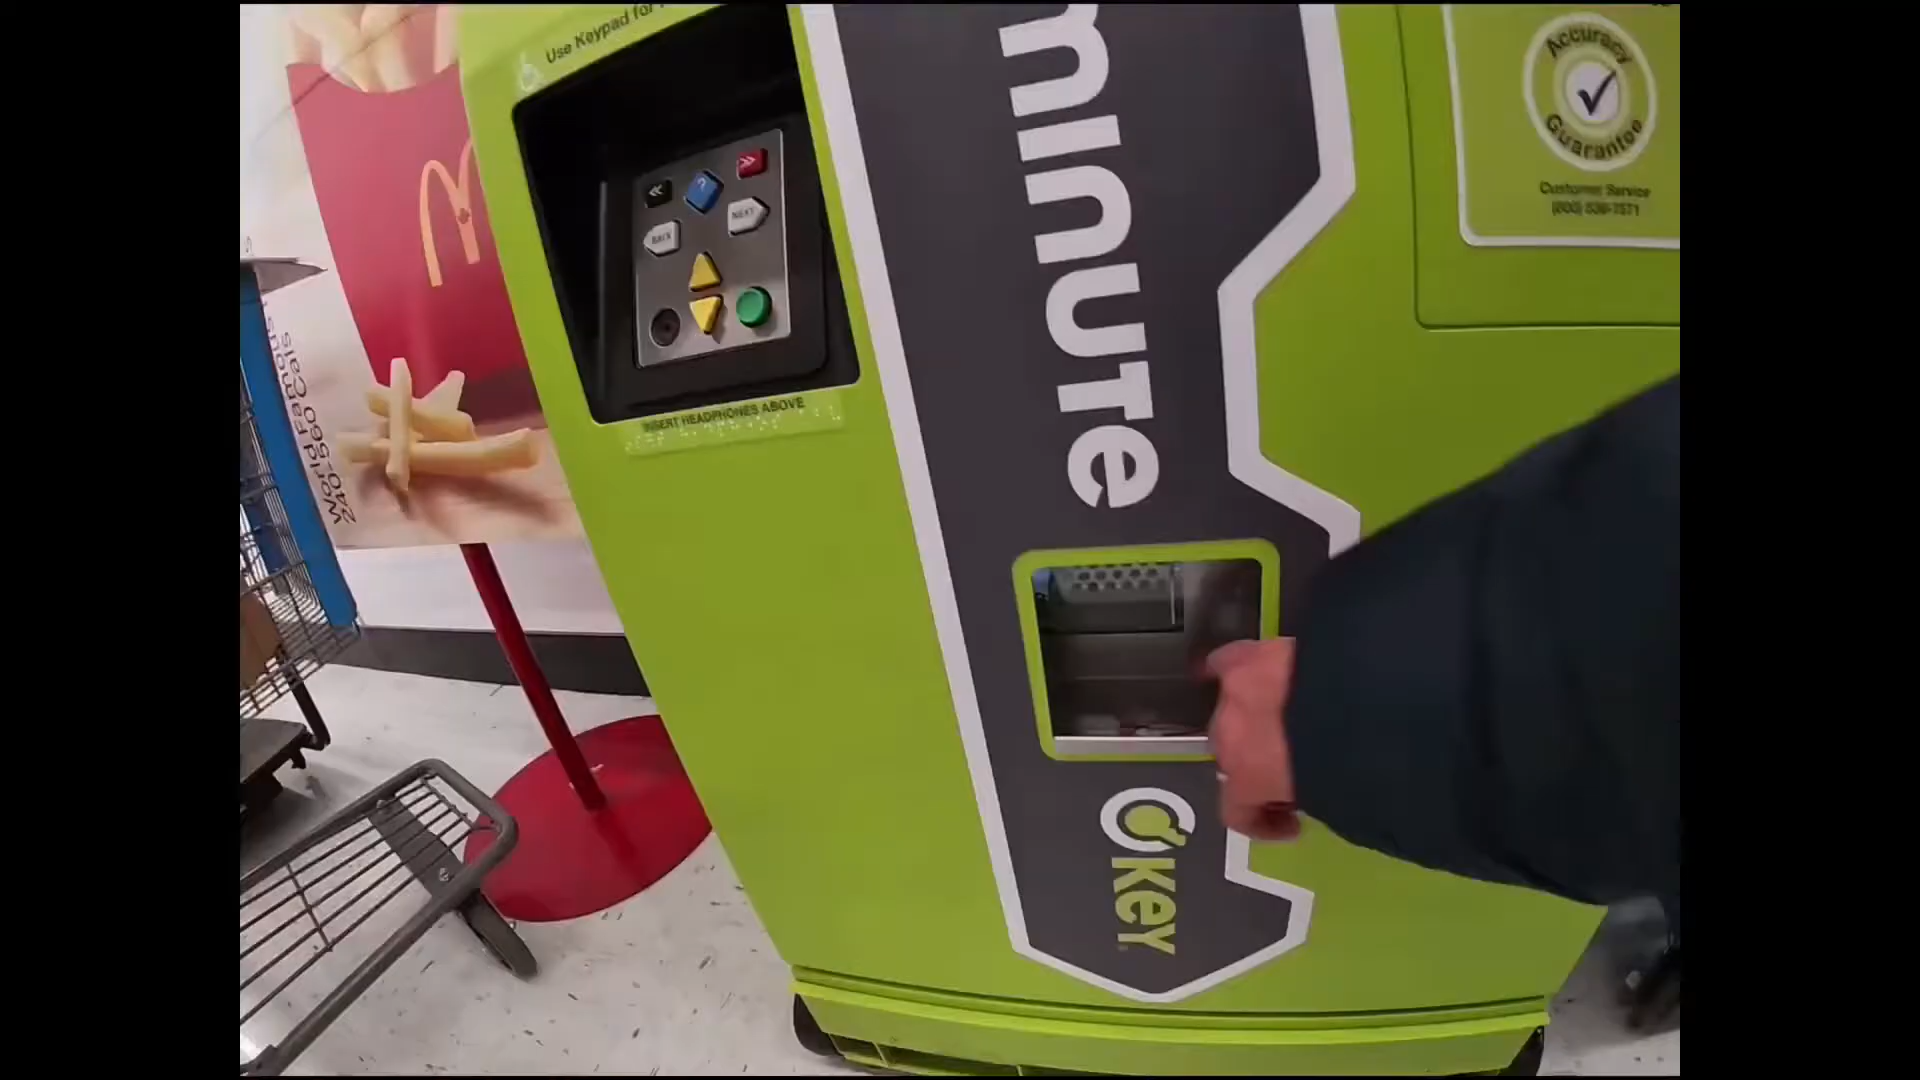 Use Keypad for
<<
?
>>
BACK
NEXT
INSERT HEADPHONES ABOVE
World Famous
240-560 Cals
minUTe
KeY
Accuracy
Guarantee
Customer Service